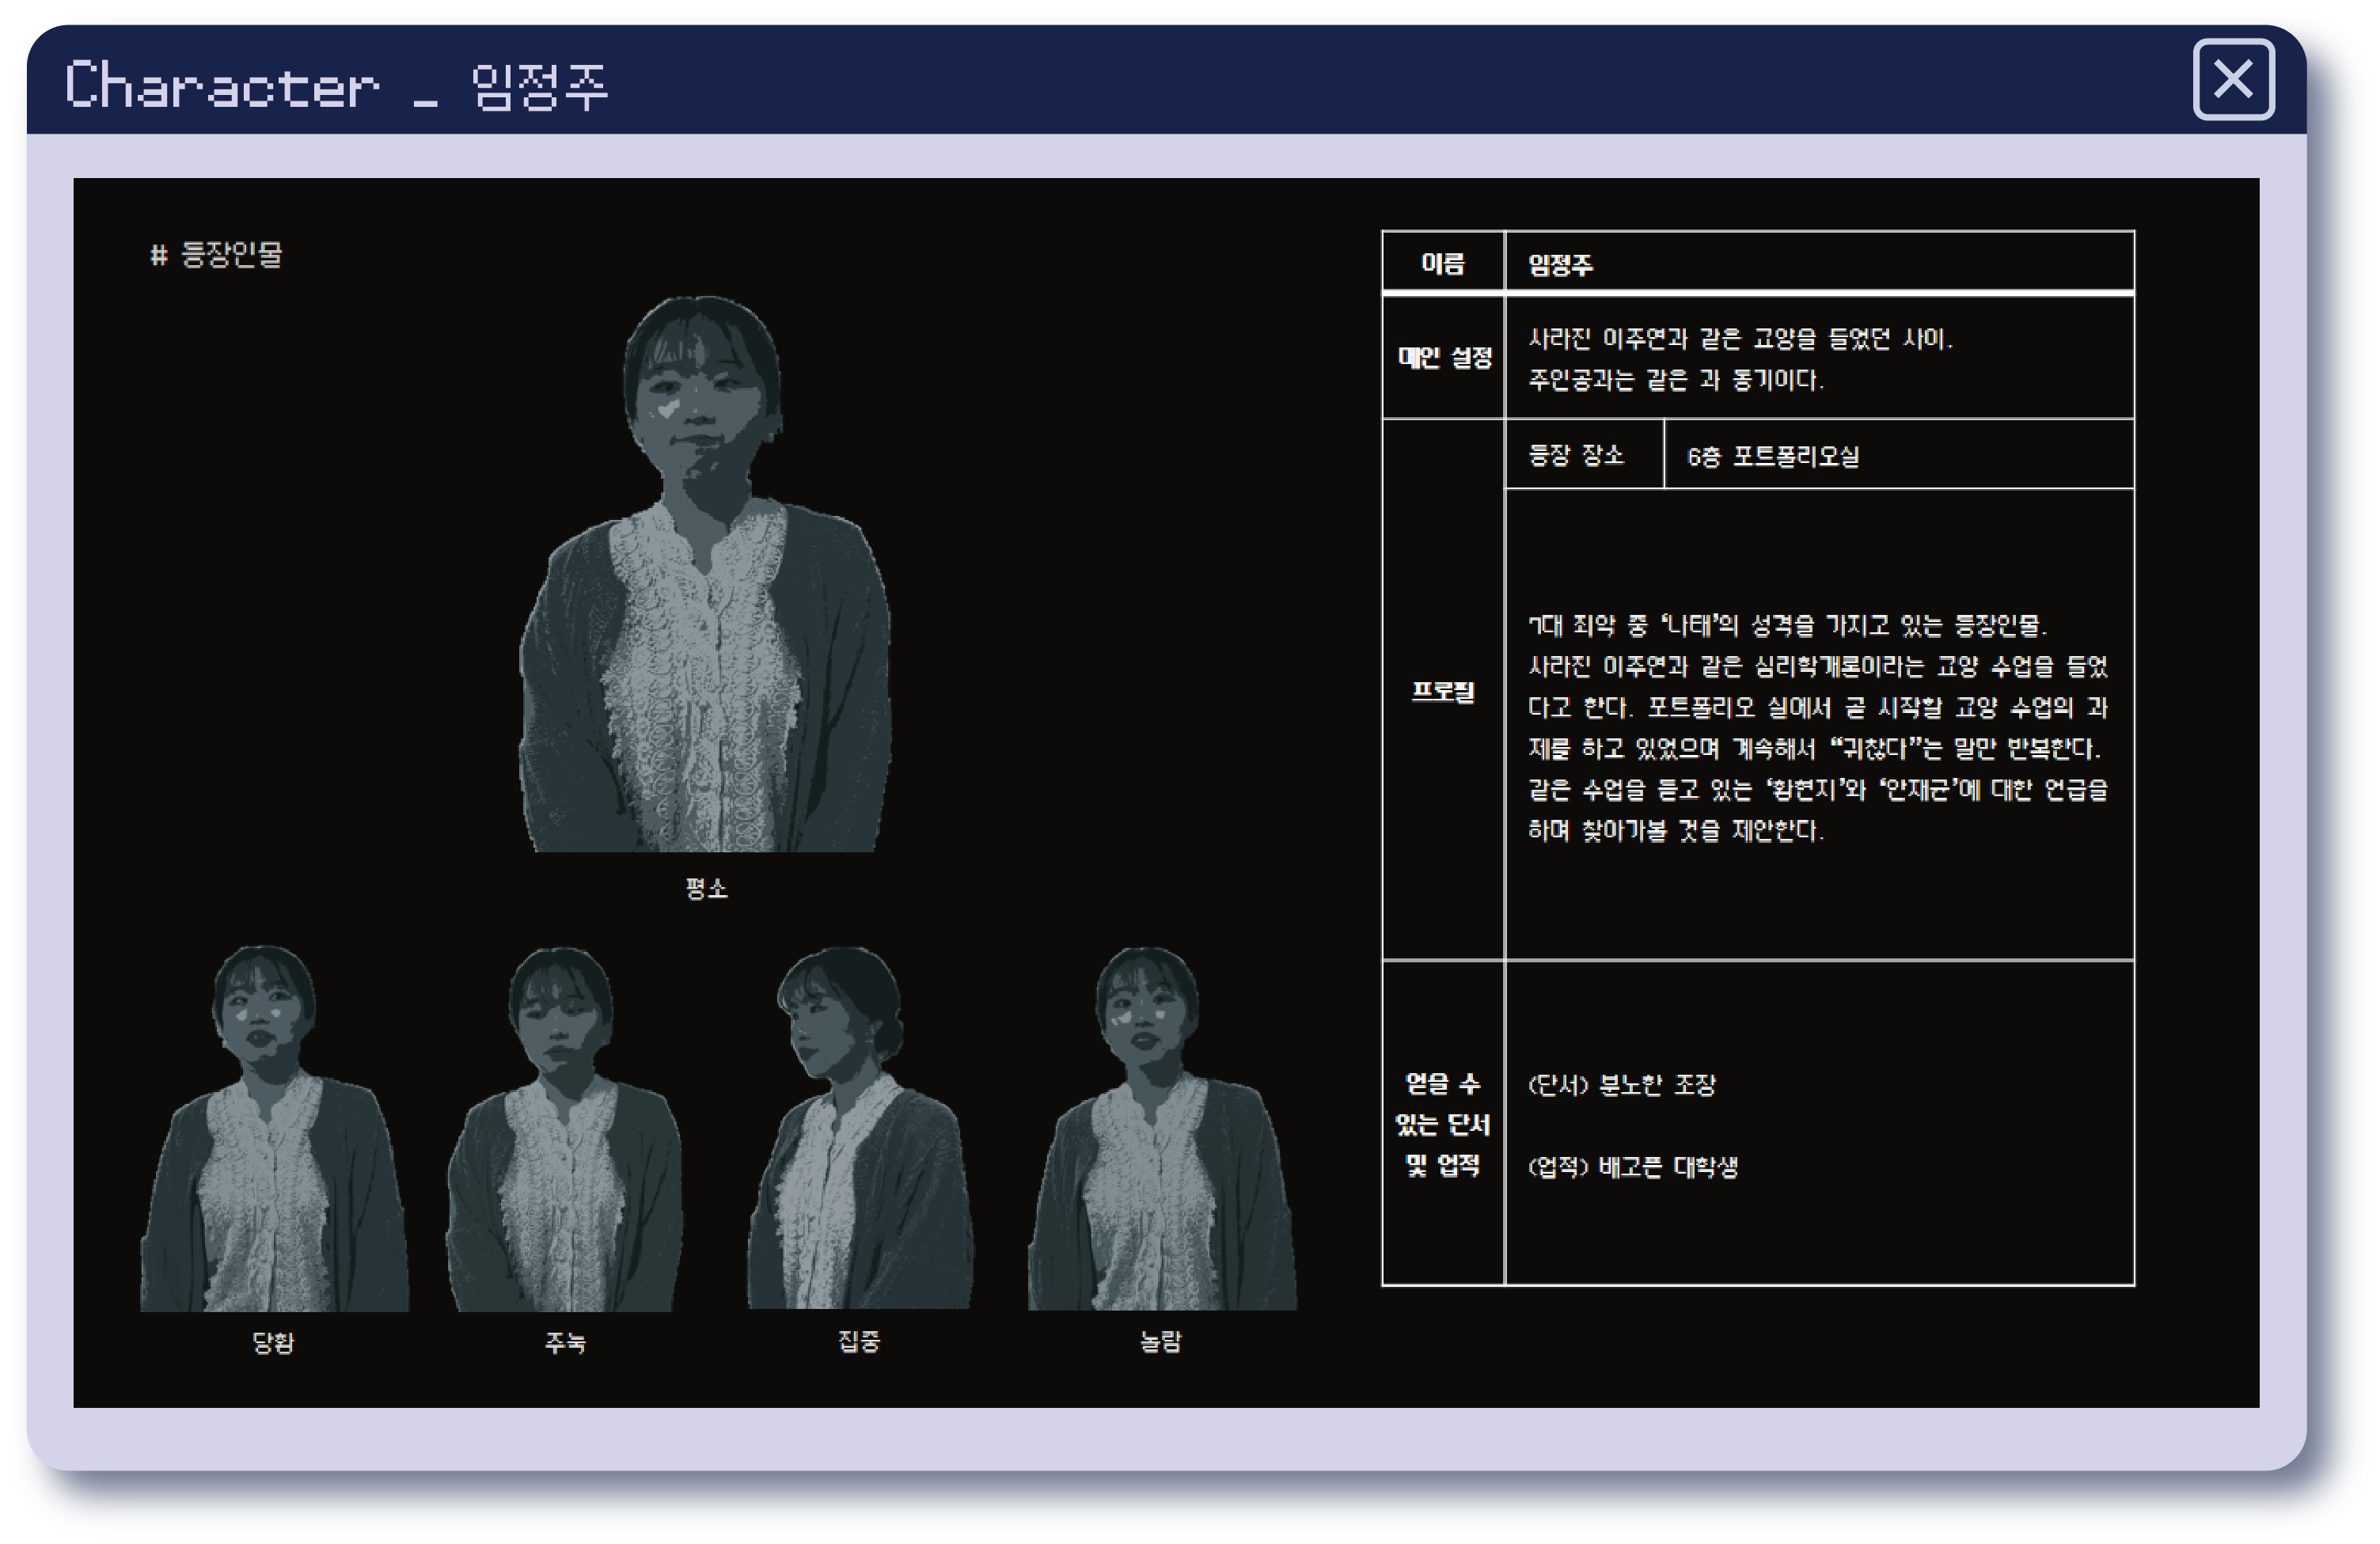 Character _ 임정주
# 등장인물
평소
당황
주눅
집중
놀람
이름
임정주
메인 설정
사라진 이주연과 같은 교양을 들었던 사이.
주인공과는 같은 과 동기이다.
프로필
등장 장소
6층 포트폴리오실
7대 죄악 중 ‘나태’의 성격을 가지고 있는 등장인물.
사라진 이주연과 같은 심리학개론이라는 교양 수업을 들었
다고 한다. 포트폴리오 실에서 곧 시작할 교양 수업의 과
제를 하고 있었으며 계속해서 “귀찮다”는 말만 반복한다.
같은 수업을 듣고 있는 ‘황현지’와 ‘안재균’에 대한 언급을
하며 찾아가볼 것을 제안한다.
얻을 수
있는 단서
및 업적
(단서) 분노한 조장
(업적) 배고픈 대학생